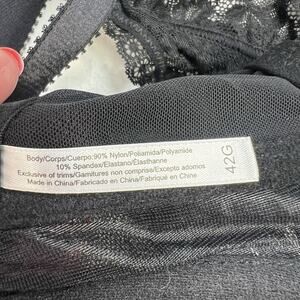 Body/Corps/Cuerpo:90% Nylon/Poliamida/Polyamide
10% Spandex/Elastano/Élasthanne
Exclusive of trims/Garnitures non comprise/Excepto adornos
Made in China/Fabricado en China/Fabriqué en Chine
42G